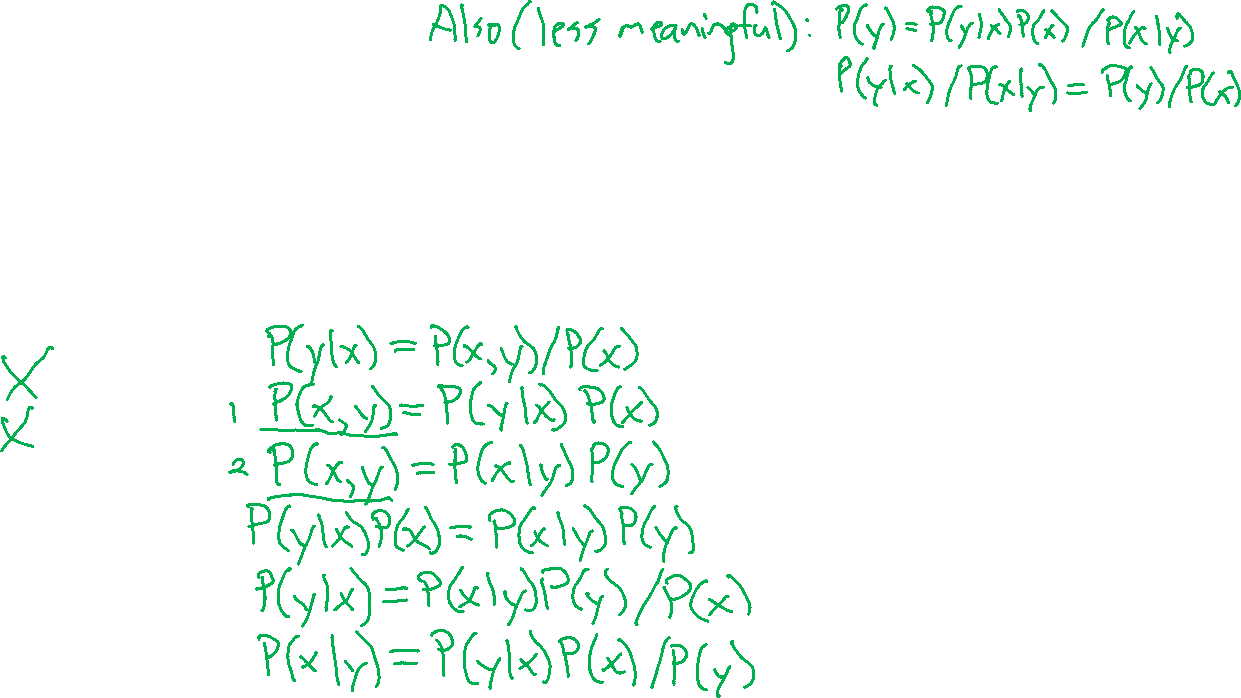 Also (less meaningful): P(y) = P(y|x)P(x) / P(x|y)
P(y|x) / P(x|y) = P(y)/P(x)
P(y|x) = P(x,y)/P(x)
x
1 P(x,y) = P(y|x) P(x)
x
2 P(x,y) = P(x|y) P(y)
P(y|x)P(x) = P(x|y) P(y)
P(y|x) = P(x|y)P(y) / P(x)
P(x|y) = P(y|x) P(x) / P(y)